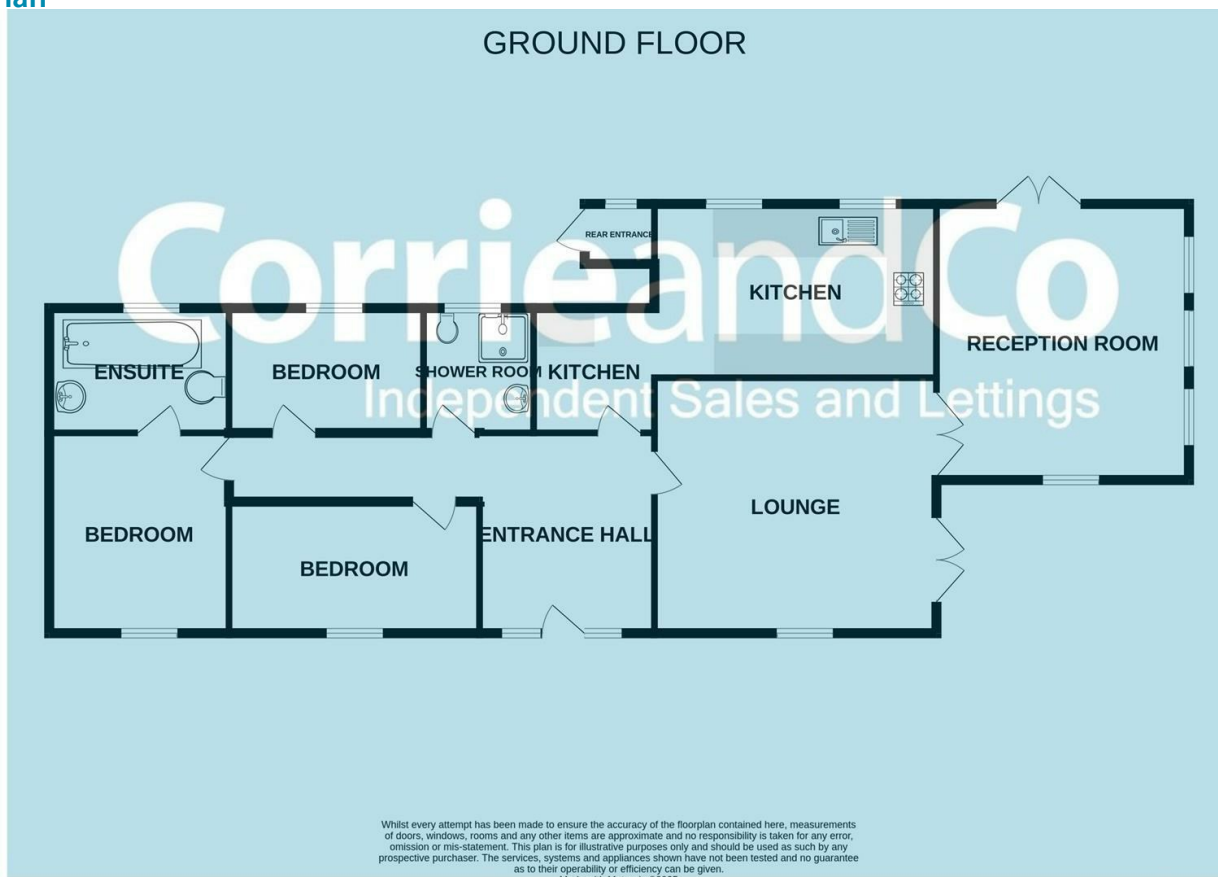 GROUND FLOOR
CorrieandCo
Independent Sales and Lettings
REAR ENTRANCE
KITCHEN
RECEPTION ROOM
ENSUITE
BEDROOM
SHOWER ROOM
KITCHEN
LOUNGE
BEDROOM
ENTRANCE HALL
BEDROOM
Whilst every attempt has been made to ensure the accuracy of the floorplan contained here, measurements
of doors, windows, rooms and any other items are approximate and no responsibility is taken for any error,
omission or mis-statement. This plan is for illustrative purposes only and should be used as such by any
prospective purchaser. The services, systems and appliances shown have not been tested and no guarantee
as to their operability or efficiency can be given.